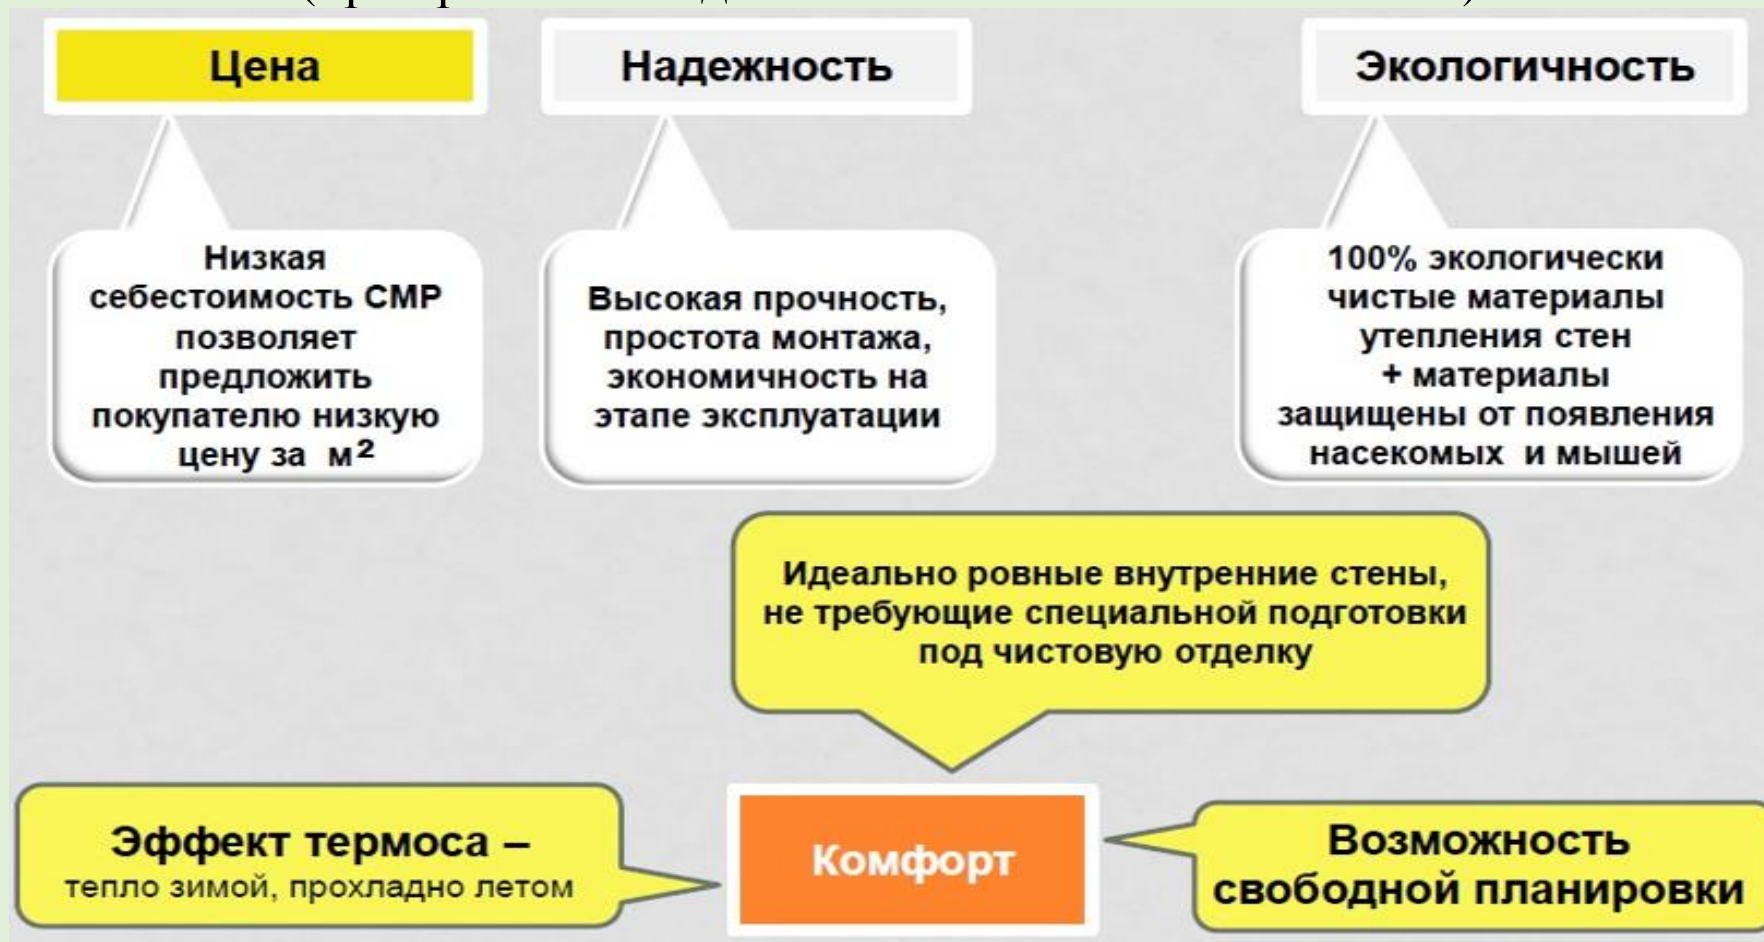 Цена
Надежность
Экологичность
Низкая
себестоимость СМР
позволяет
предложить
покупателю низкую
цену за м²
Высокая прочность,
простота монтажа,
экономичность на
этапе эксплуатации
100% экологически
чистые материалы
утепления стен
+ материалы
защищены от появления
насекомых и мышей
Идеально ровные внутренние стены,
не требующие специальной подготовки
под чистовую отделку
Эффект термоса –
тепло зимой, прохладно летом
Комфорт
Возможность
свободной планировки